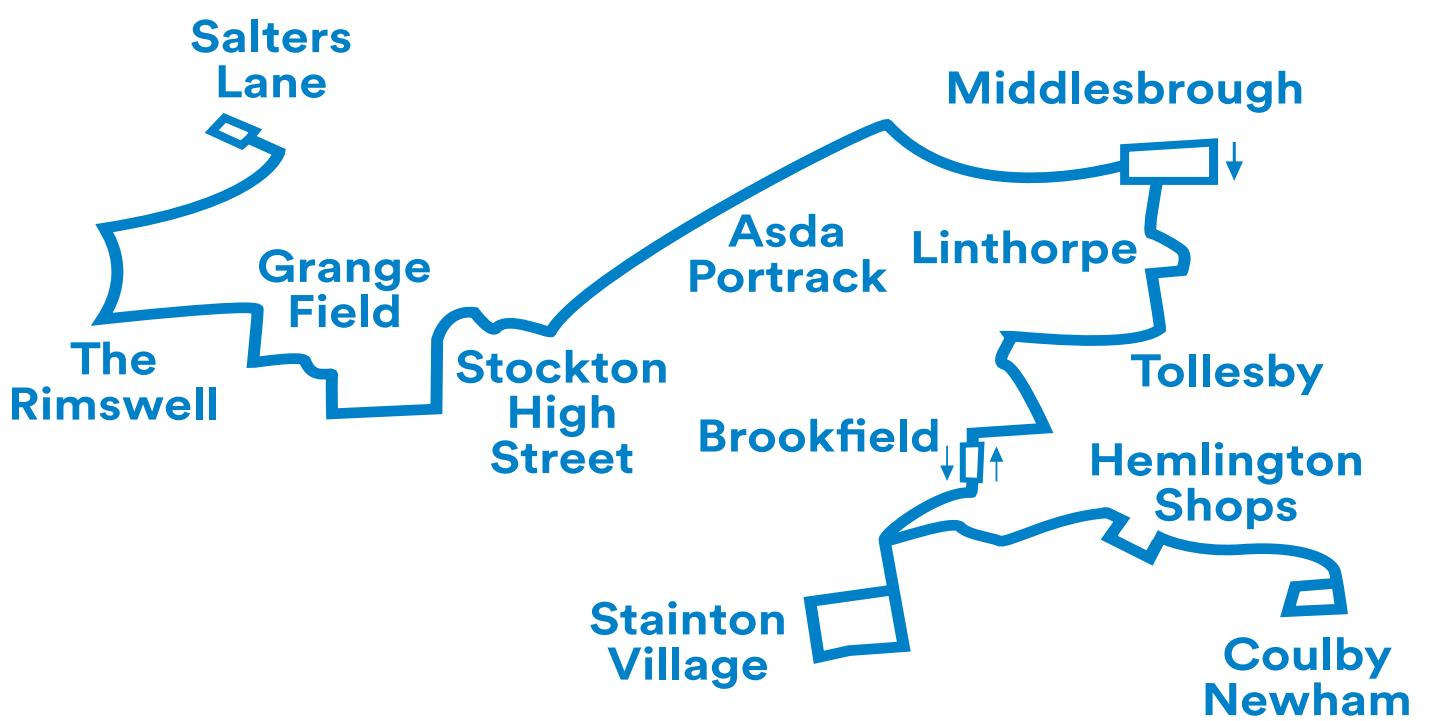 Salters
Lane
Middlesbrough
Asda
Portrack
Linthorpe
Grange
Field
The
Rimswell
Stockton
High
Street
Tollesby
Brookfield
Hemlington
Shops
Stainton
Village
Coulby
Newham